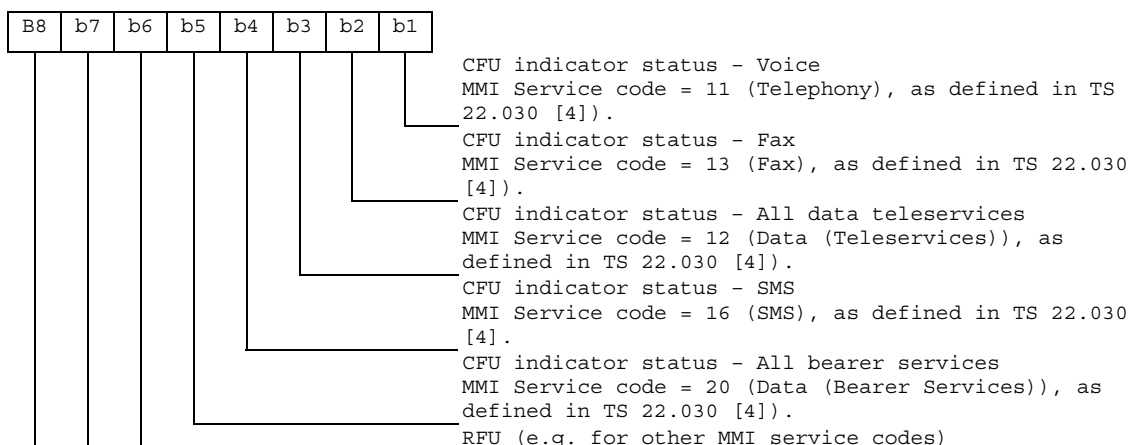 B8 b7 b6 b5 b4 b3 b2 b1
CFU indicator status – Voice
MMI Service code = 11 (Telephony), as defined in TS
22.030 [4]).
CFU indicator status – Fax
MMI Service code = 13 (Fax), as defined in TS 22.030
[4]).
CFU indicator status – All data teleservices
MMI Service code = 12 (Data (Teleservices)), as
defined in TS 22.030 [4]).
CFU indicator status – SMS
MMI Service code = 16 (SMS), as defined in TS 22.030
[4].
CFU indicator status – All bearer services
MMI Service code = 20 (Data (Bearer Services)), as
defined in TS 22.030 [4]).
RFU (e.g. for other MMI service codes)